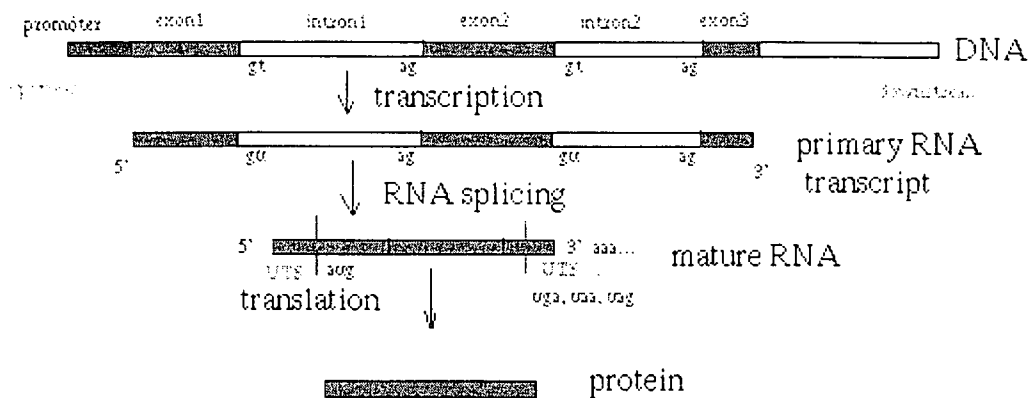 promoter exon1 intron1 exon2 intron2 exon3
DNA
gt ag gt ag
transcription
primary RNA
transcript
5' gu ag gu ag 3'
RNA splicing
5' 3' aaa...
mature RNA
UTS aug UTS
translation
uga, uaa, uag
protein